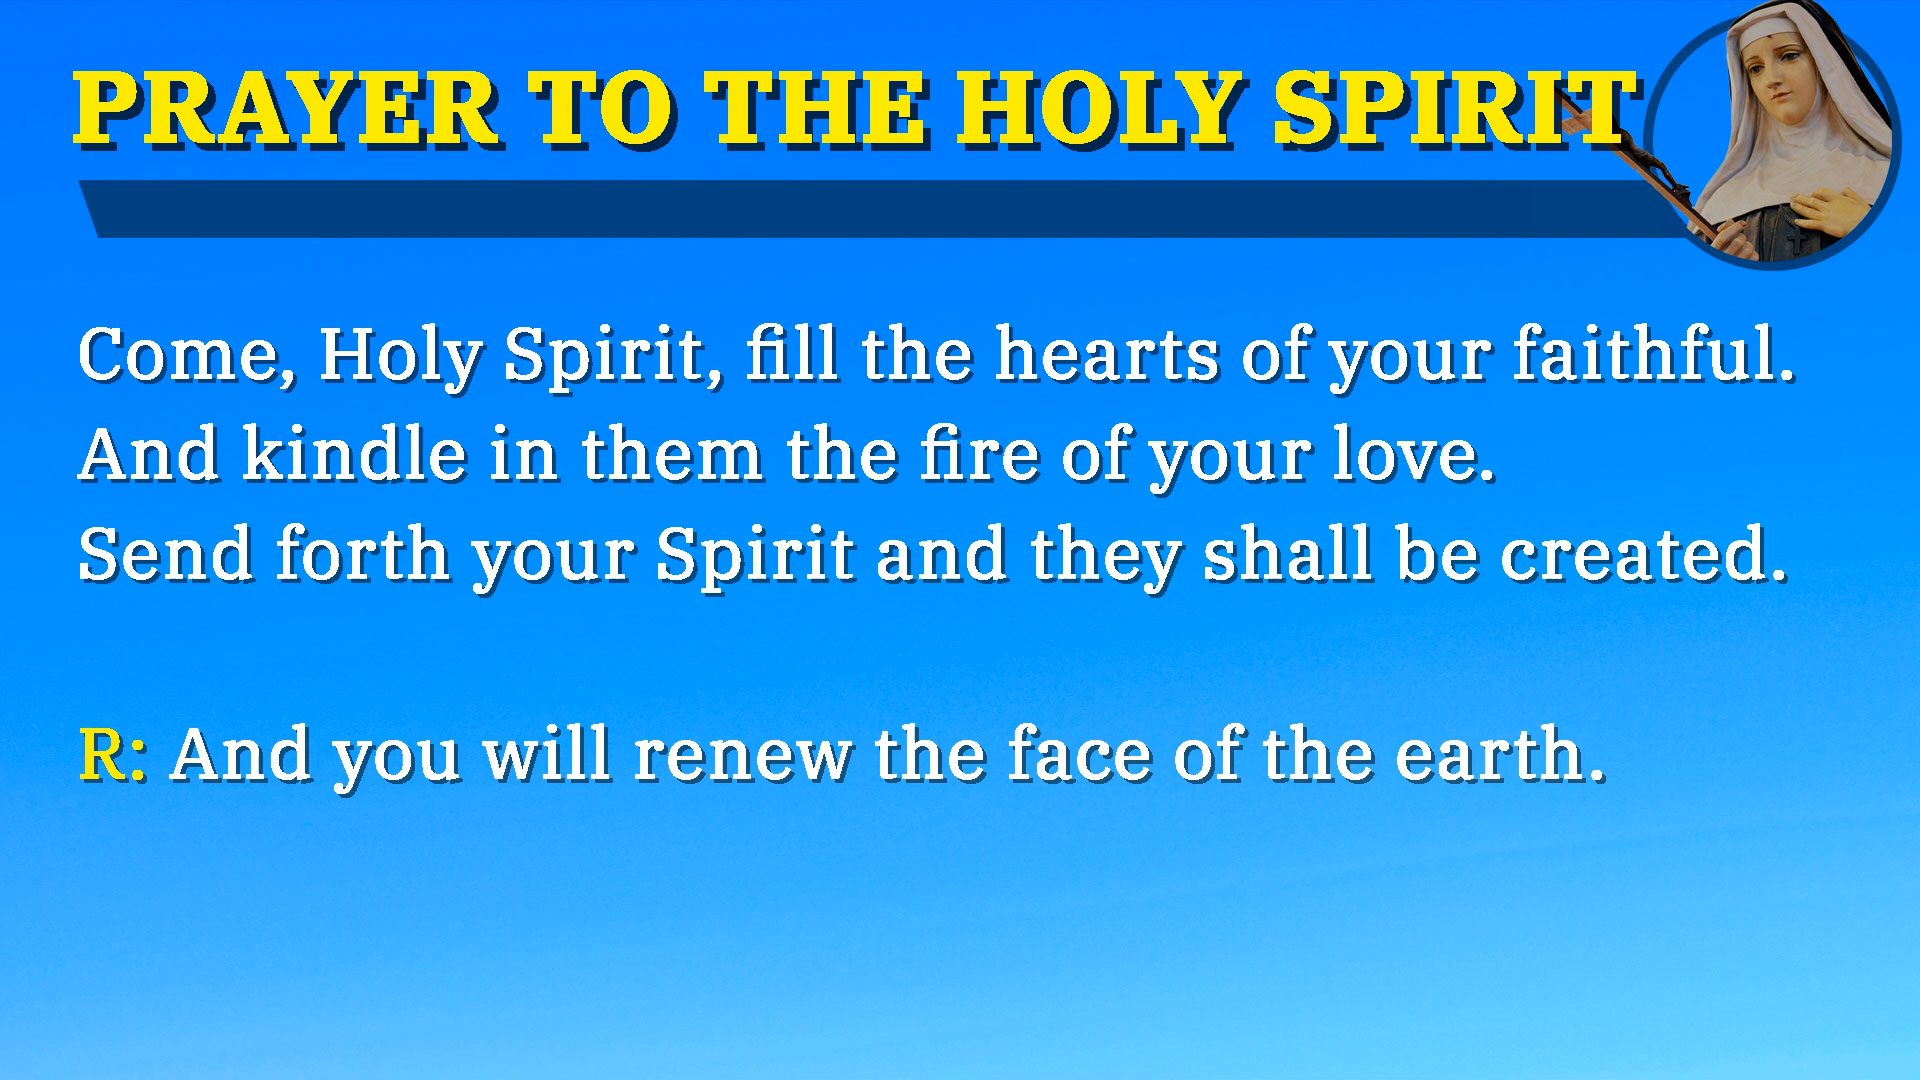 PRAYER TO THE HOLY SPIRIT
Come, Holy Spirit, fill the hearts of your faithful.
And kindle in them the fire of your love.
Send forth your Spirit and they shall be created.
R: And you will renew the face of the earth.